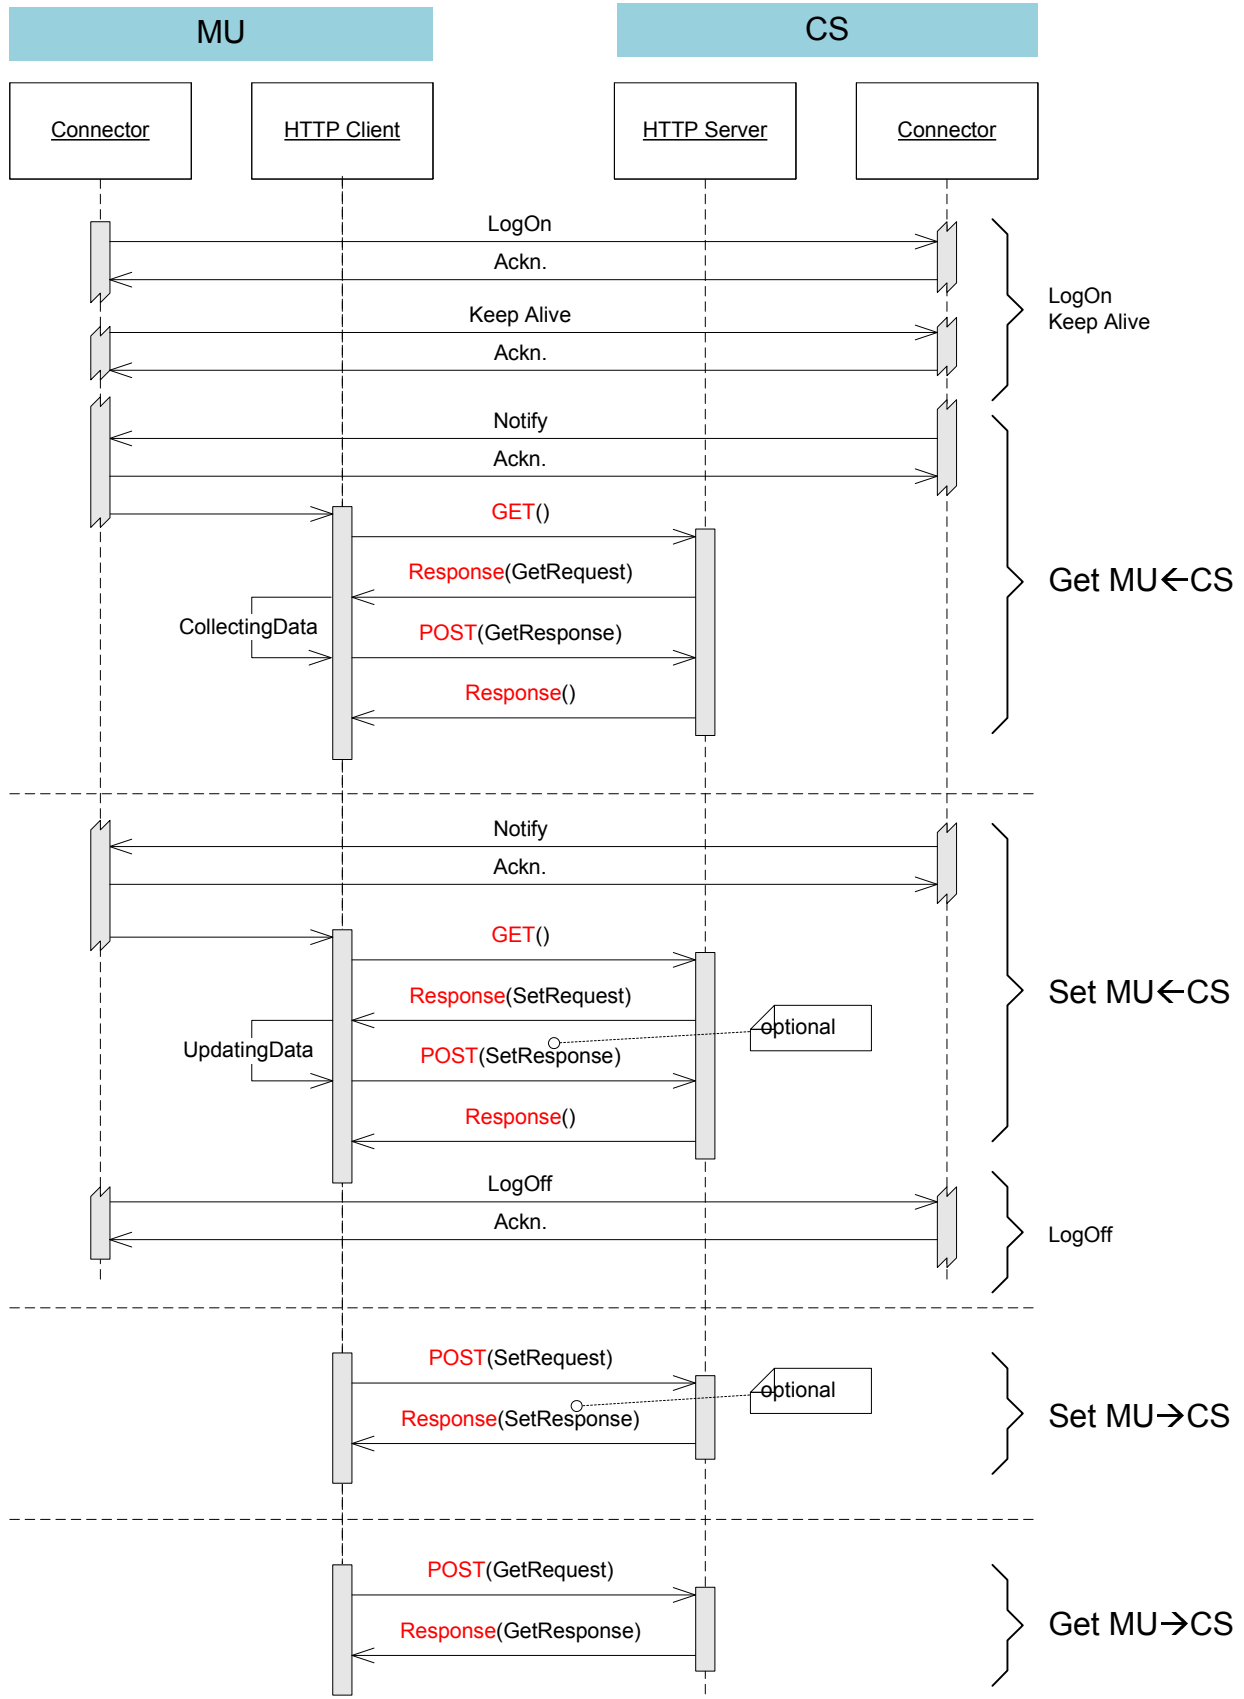 MU
CS
Connector
HTTP Client
HTTP Server
Connector
LogOn
Ackn.
Keep Alive
Ackn.
LogOn
Keep Alive
Notify
Ackn.
GET()
Response(GetRequest)
CollectingData
POST(GetResponse)
Response()
Get MU←CS
Notify
Ackn.
GET()
Response(SetRequest)
optional
UpdatingData
POST(SetResponse)
Response()
Set MU←CS
LogOff
Ackn.
LogOff
POST(SetRequest)
optional
Response(SetResponse)
Set MU→CS
POST(GetRequest)
Response(GetResponse)
Get MU→CS